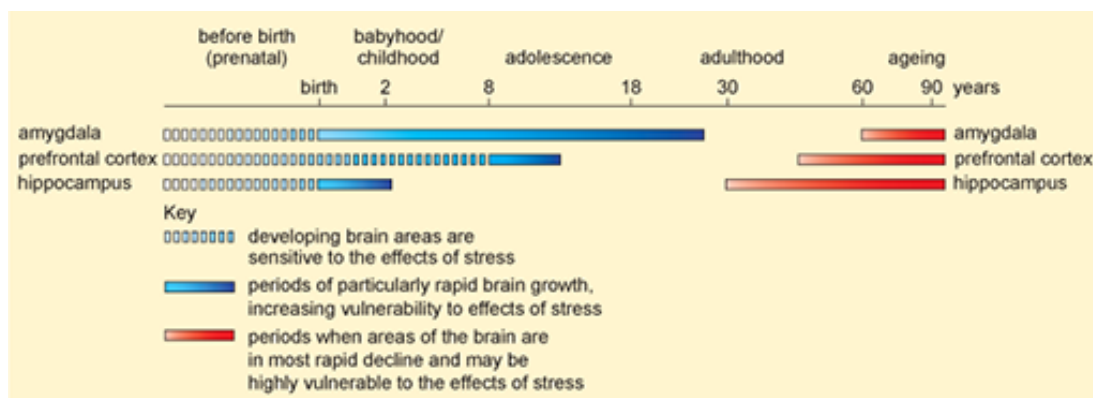 before birth
(prenatal)
babyhood/
childhood
adolescence
adulthood
ageing
birth 2 8 18 30 60 90 years
amygdala amygdala
prefrontal cortex prefrontal cortex
hippocampus hippocampus
Key
developing brain areas are
sensitive to the effects of stress
periods of particularly rapid brain growth,
increasing vulnerability to effects of stress
periods when areas of the brain are
in most rapid decline and may be
highly vulnerable to the effects of stress